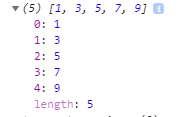 ▼(5) [1, 3, 5, 7, 9] i
0: 1
1: 3
2: 5
3: 7
4: 9
length: 5